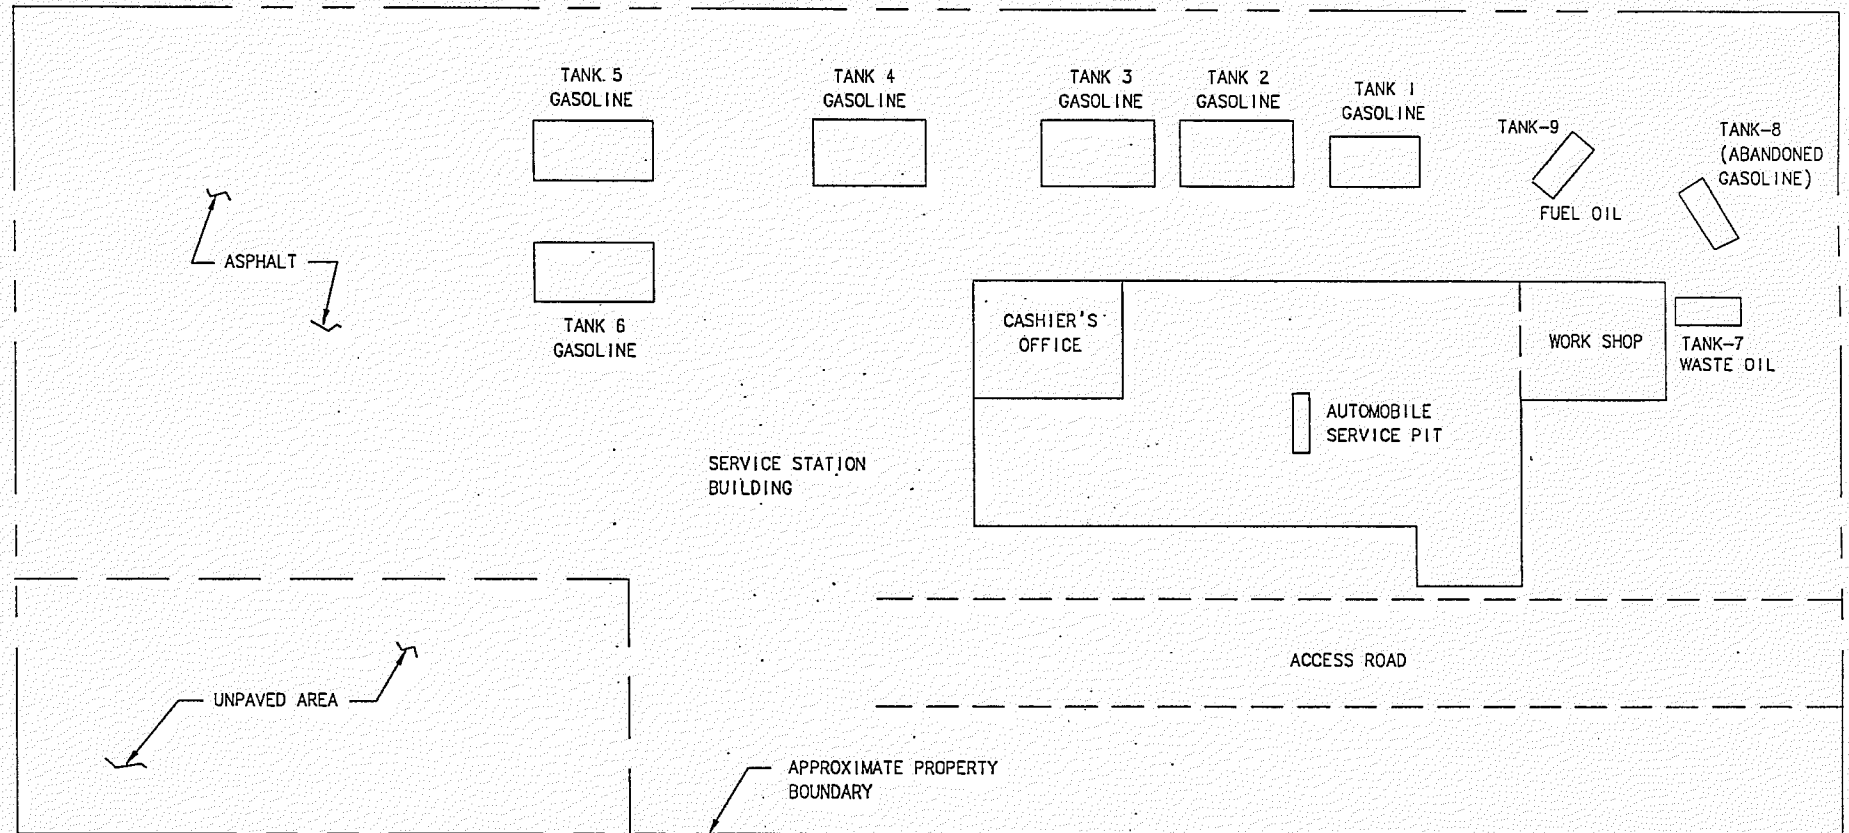 TANK 5
GASOLINE
TANK 4
GASOLINE
TANK 3
GASOLINE
TANK 2
GASOLINE
TANK 1
GASOLINE
TANK-9
FUEL OIL
TANK-8
(ABANDONED
GASOLINE)
ASPHALT
TANK 6
GASOLINE
CASHIER'S
OFFICE
WORK SHOP
TANK-7
WASTE OIL
AUTOMOBILE
SERVICE PIT
SERVICE STATION
BUILDING
ACCESS ROAD
UNPAVED AREA
APPROXIMATE PROPERTY
BOUNDARY